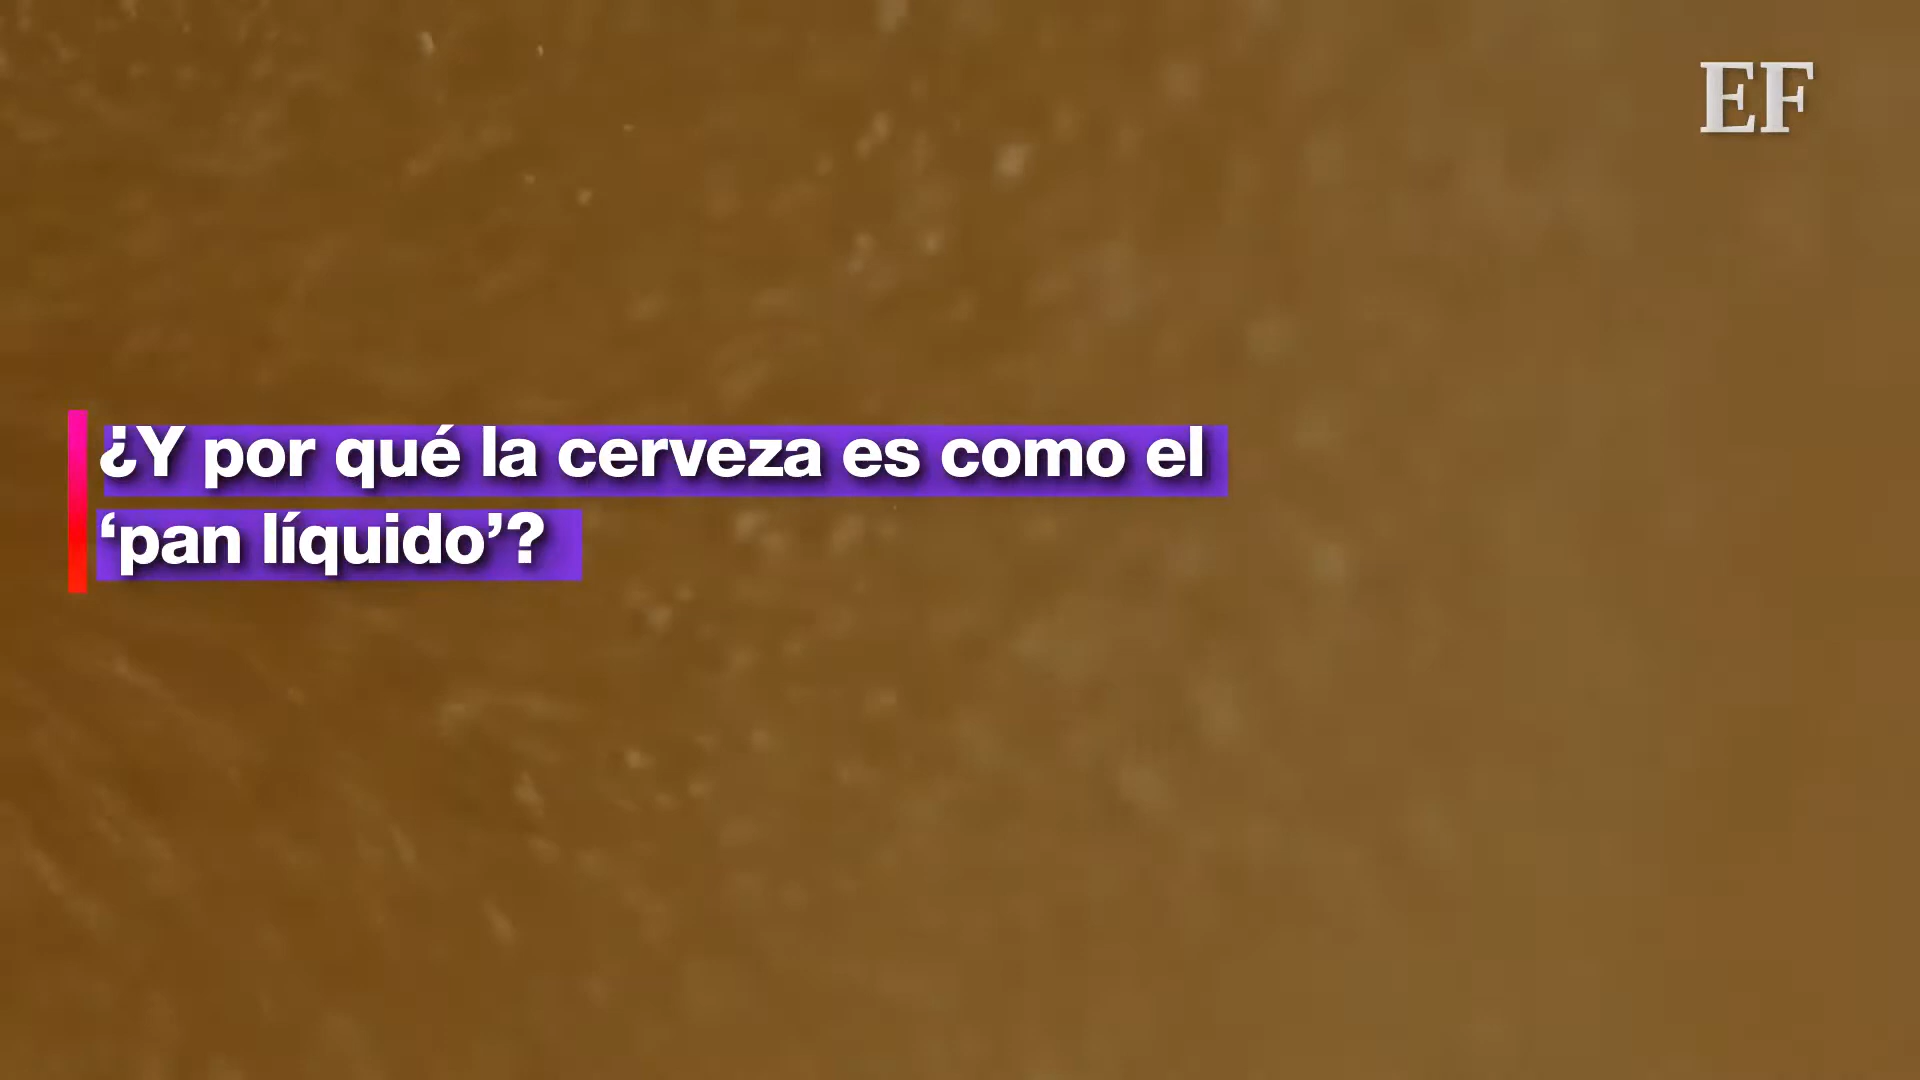 EF
¿Y por qué la cerveza es como el
‘pan líquido’?